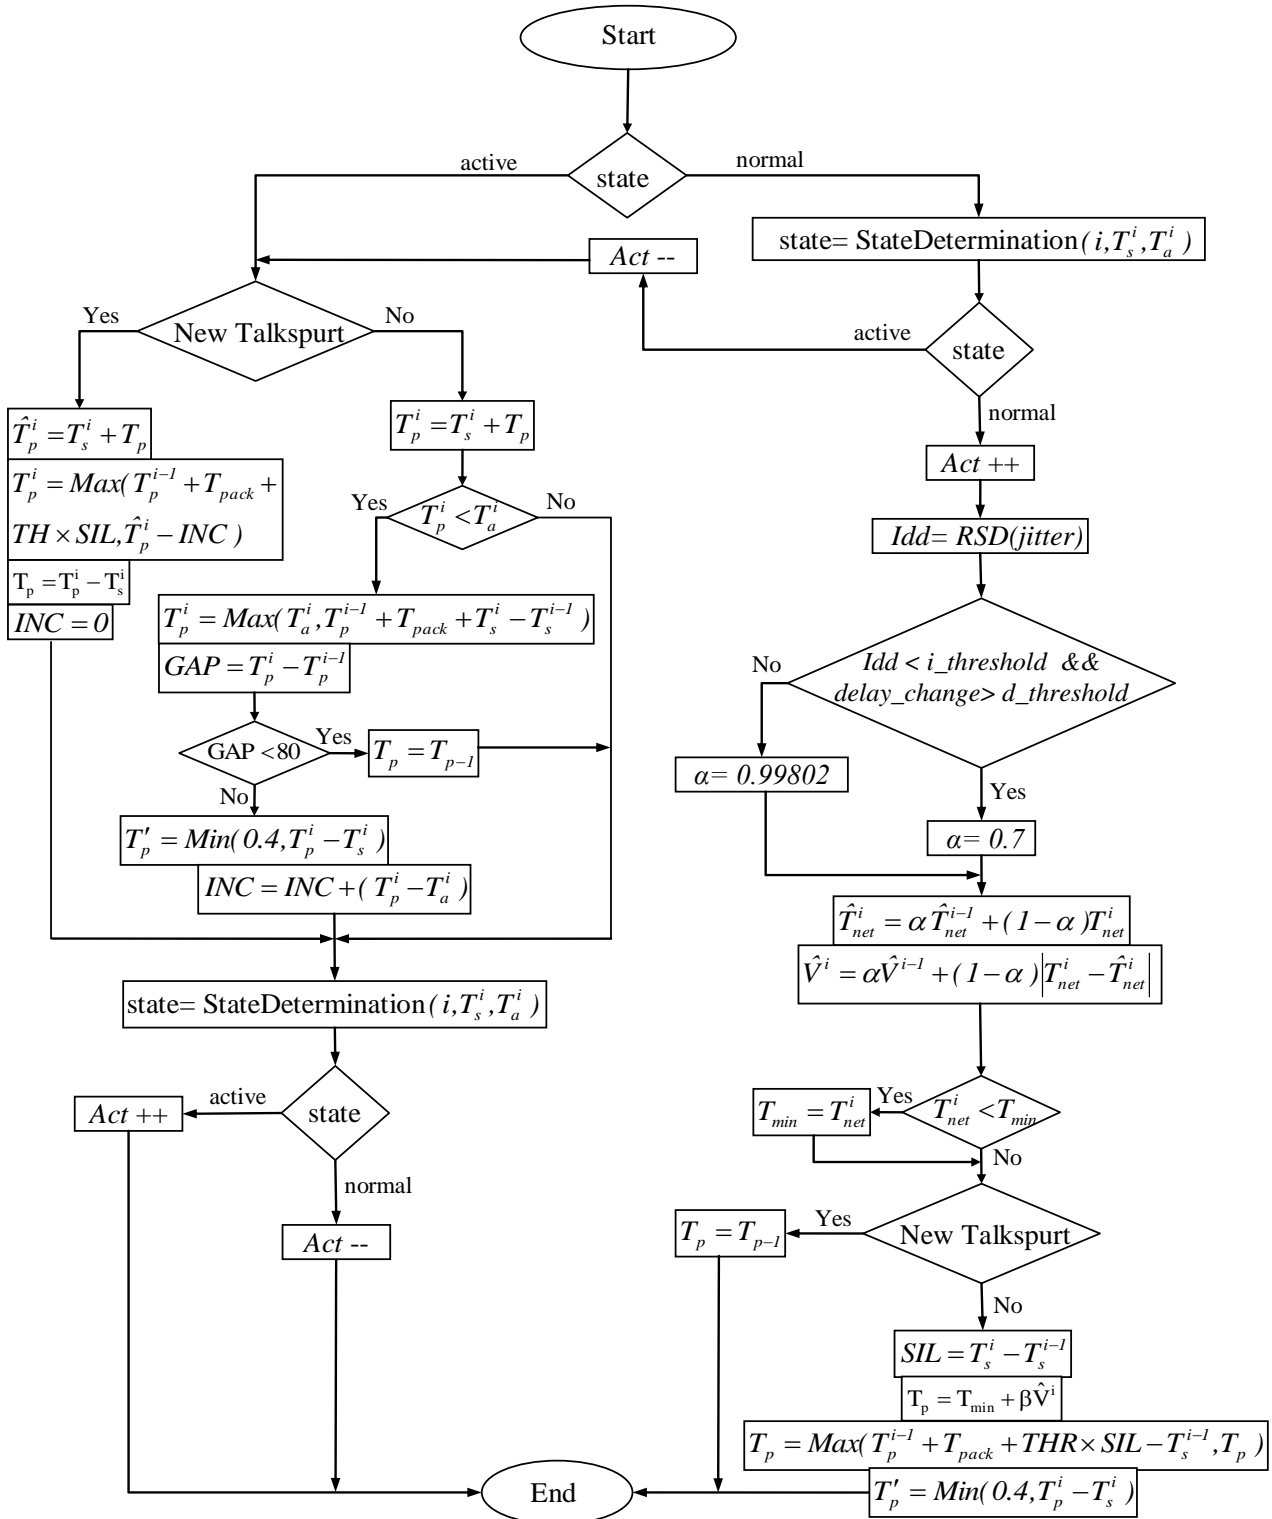 Start
state
active
normal
state= StateDetermination(i,T_s^i,T_a^i)
Act --
New Talkspurt
Yes
No
state
active
normal
T̂_p^i = T_s^i + T_p
T_p^i = Max(T_p^{i-1} + T_pack +
TH × SIL, T̂_p^i − INC)
T_p = T_p^i − T_s^i
INC = 0
T_p^i = T_s^i + T_p
T_p^i < T_a^i
Yes
No
T_p^i = Max(T_a^i, T_p^{i−1} + T_pack + T_s^i − T_s^{i−1})
GAP = T_p^i − T_p^{i−1}
GAP <80
Yes
T_p = T_{p−1}
No
T′_p = Min(0.4, T_p^i − T_s^i)
INC = INC + (T_p^i − T_a^i)
state= StateDetermination(i,T_s^i,T_a^i)
state
active
Act ++
normal
Act --
Act ++
Idd= RSD(jitter)
Idd < i_threshold &&
delay_change> d_threshold
No
α= 0.99802
Yes
α= 0.7
T̂_net^i = α T̂_net^{i-1} + (1−α)T_net^i
V̂^i = αV̂^{i-1} + (1−α)|T_net^i − T̂_net^i|
T_net^i < T_min
Yes
T_min = T_net^i
No
New Talkspurt
Yes
T_p = T_{p−1}
No
SIL = T_s^i − T_s^{i-1}
T_p = T_min + βV̂^i
T_p = Max(T_p^{i-1} + T_pack + THR × SIL − T_s^{i-1}, T_p)
T′_p = Min(0.4, T_p^i − T_s^i)
End